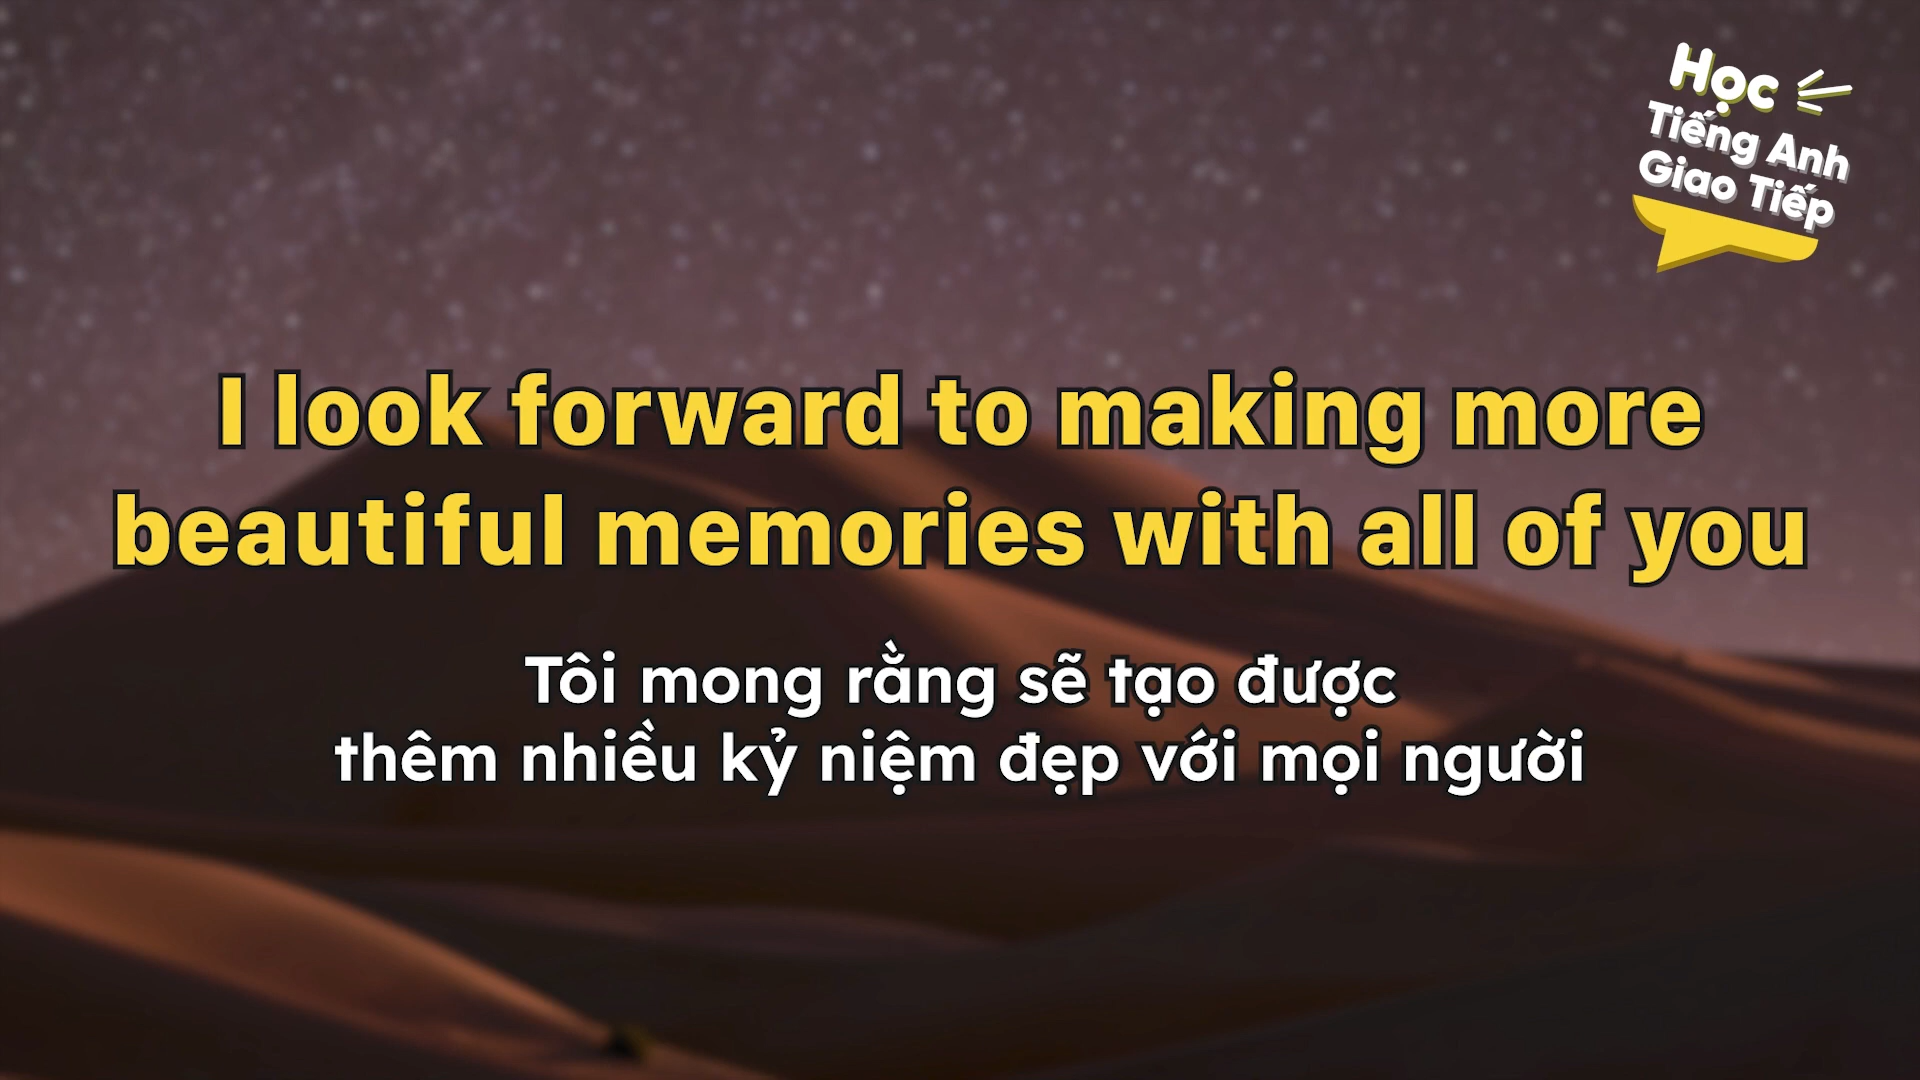 Học
Tiếng Anh
Giao Tiếp
I look forward to making more
beautiful memories with all of you
Tôi mong rằng sẽ tạo được
thêm nhiều kỷ niệm đẹp với mọi người